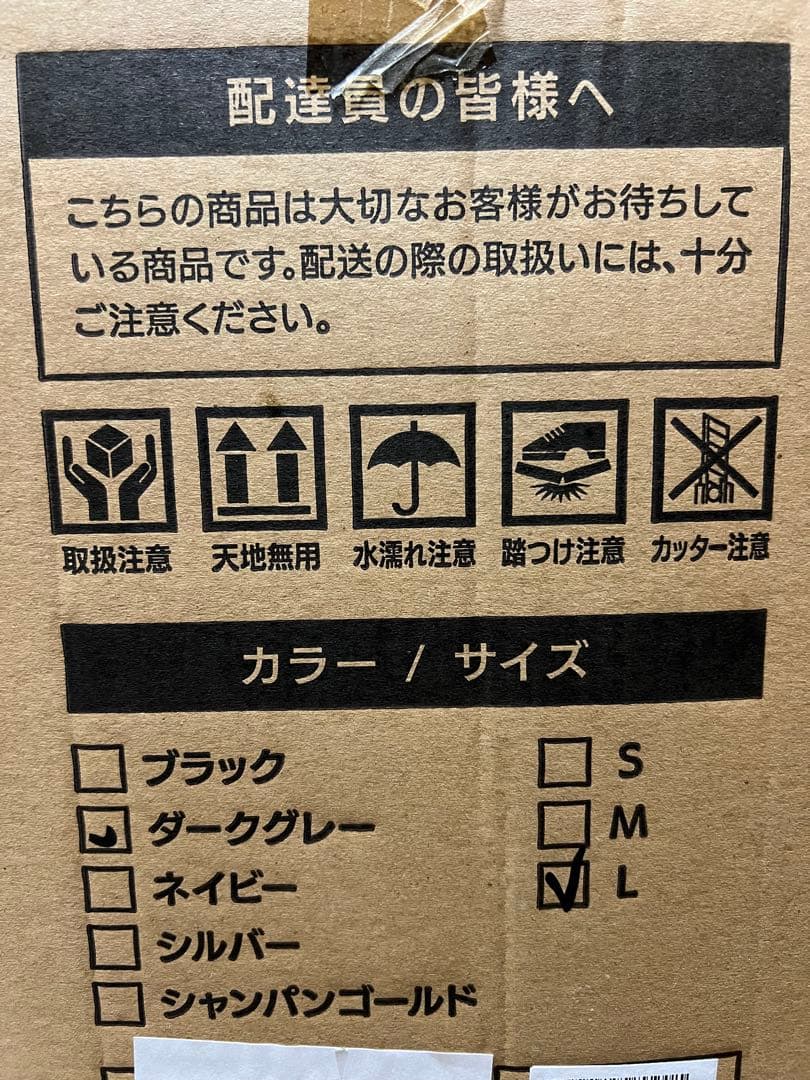 配達員の皆様へ
こちらの商品は大切なお客様がお待ちして
いる商品です。配送の際の取扱いには、十分
ご注意ください。
取扱注意 天地無用 水濡れ注意 踏つけ注意 カッター注意
カラー / サイズ
ブラック S
ダークグレー M
ネイビー L
シルバー
シャンパンゴールド